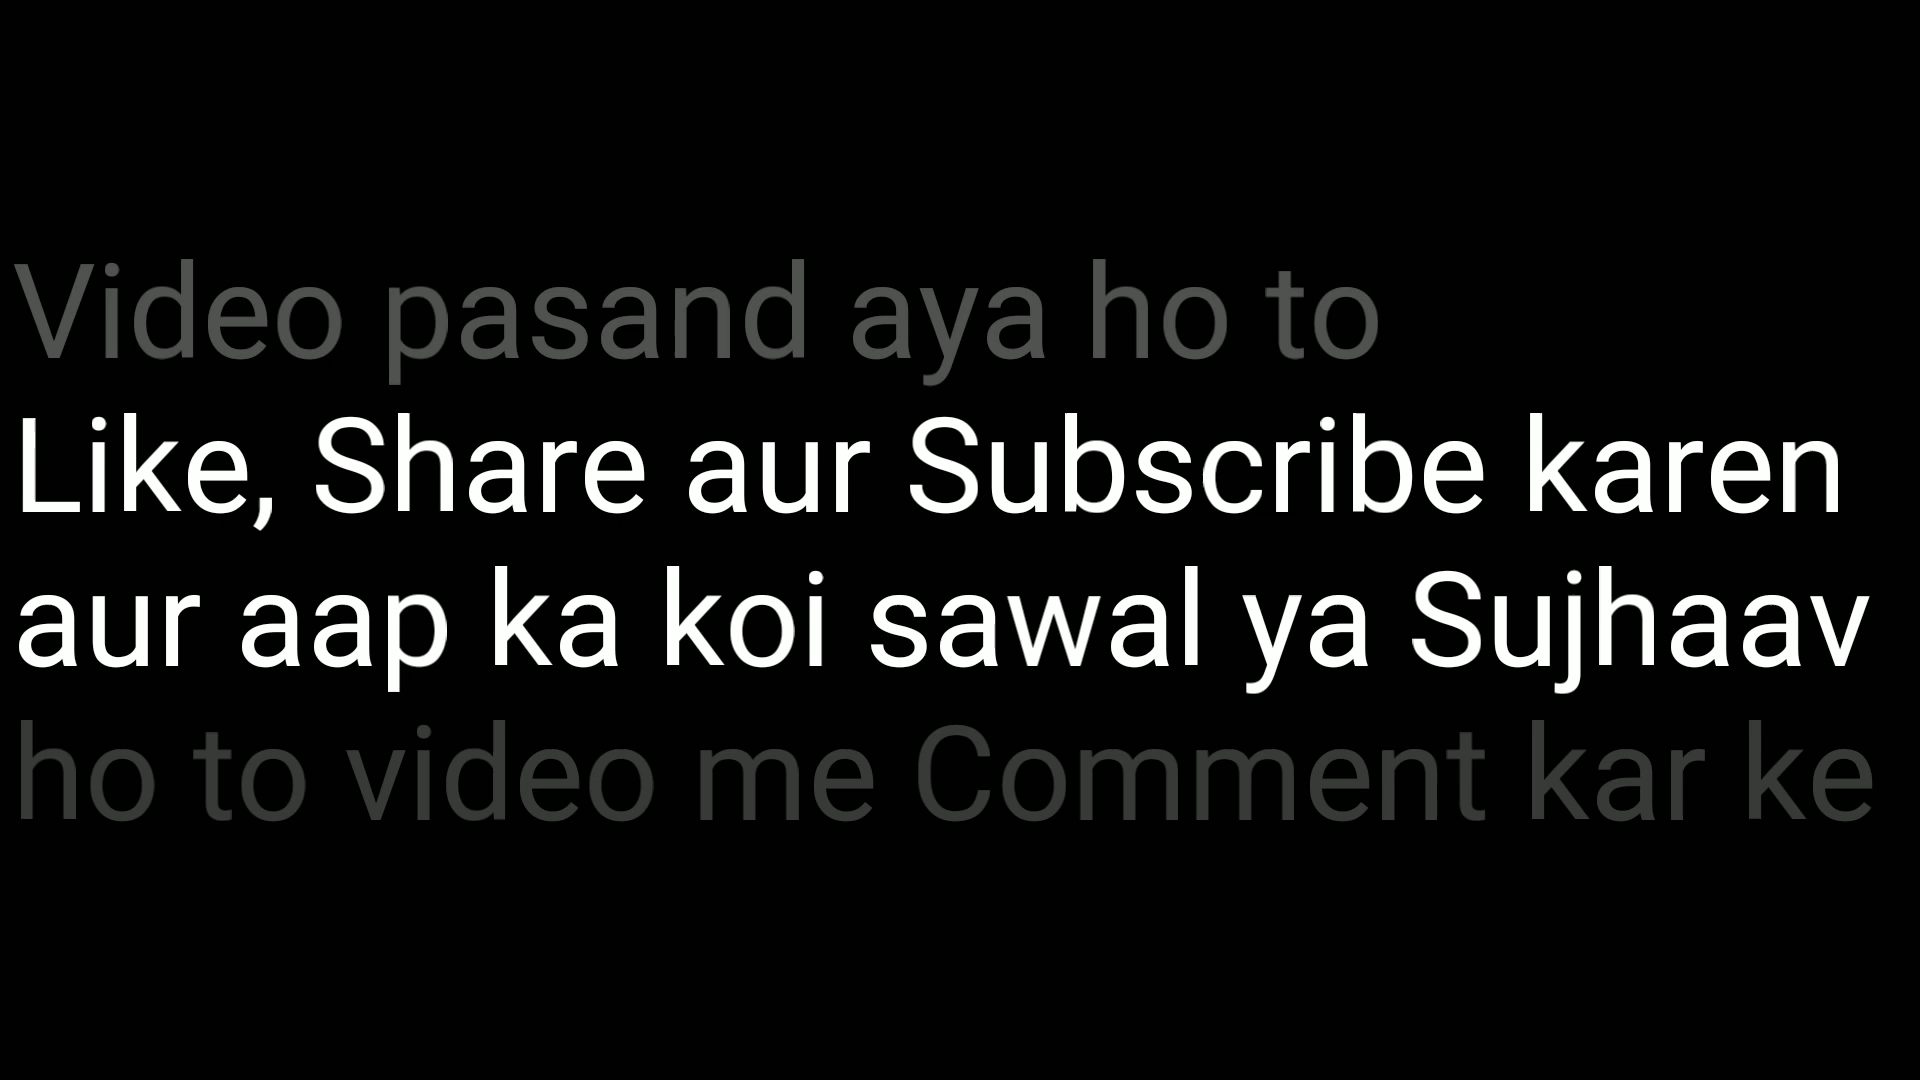 Video pasand aya ho to
Like, Share aur Subscribe karen
aur aap ka koi sawal ya Sujhaav
ho to video me Comment kar ke